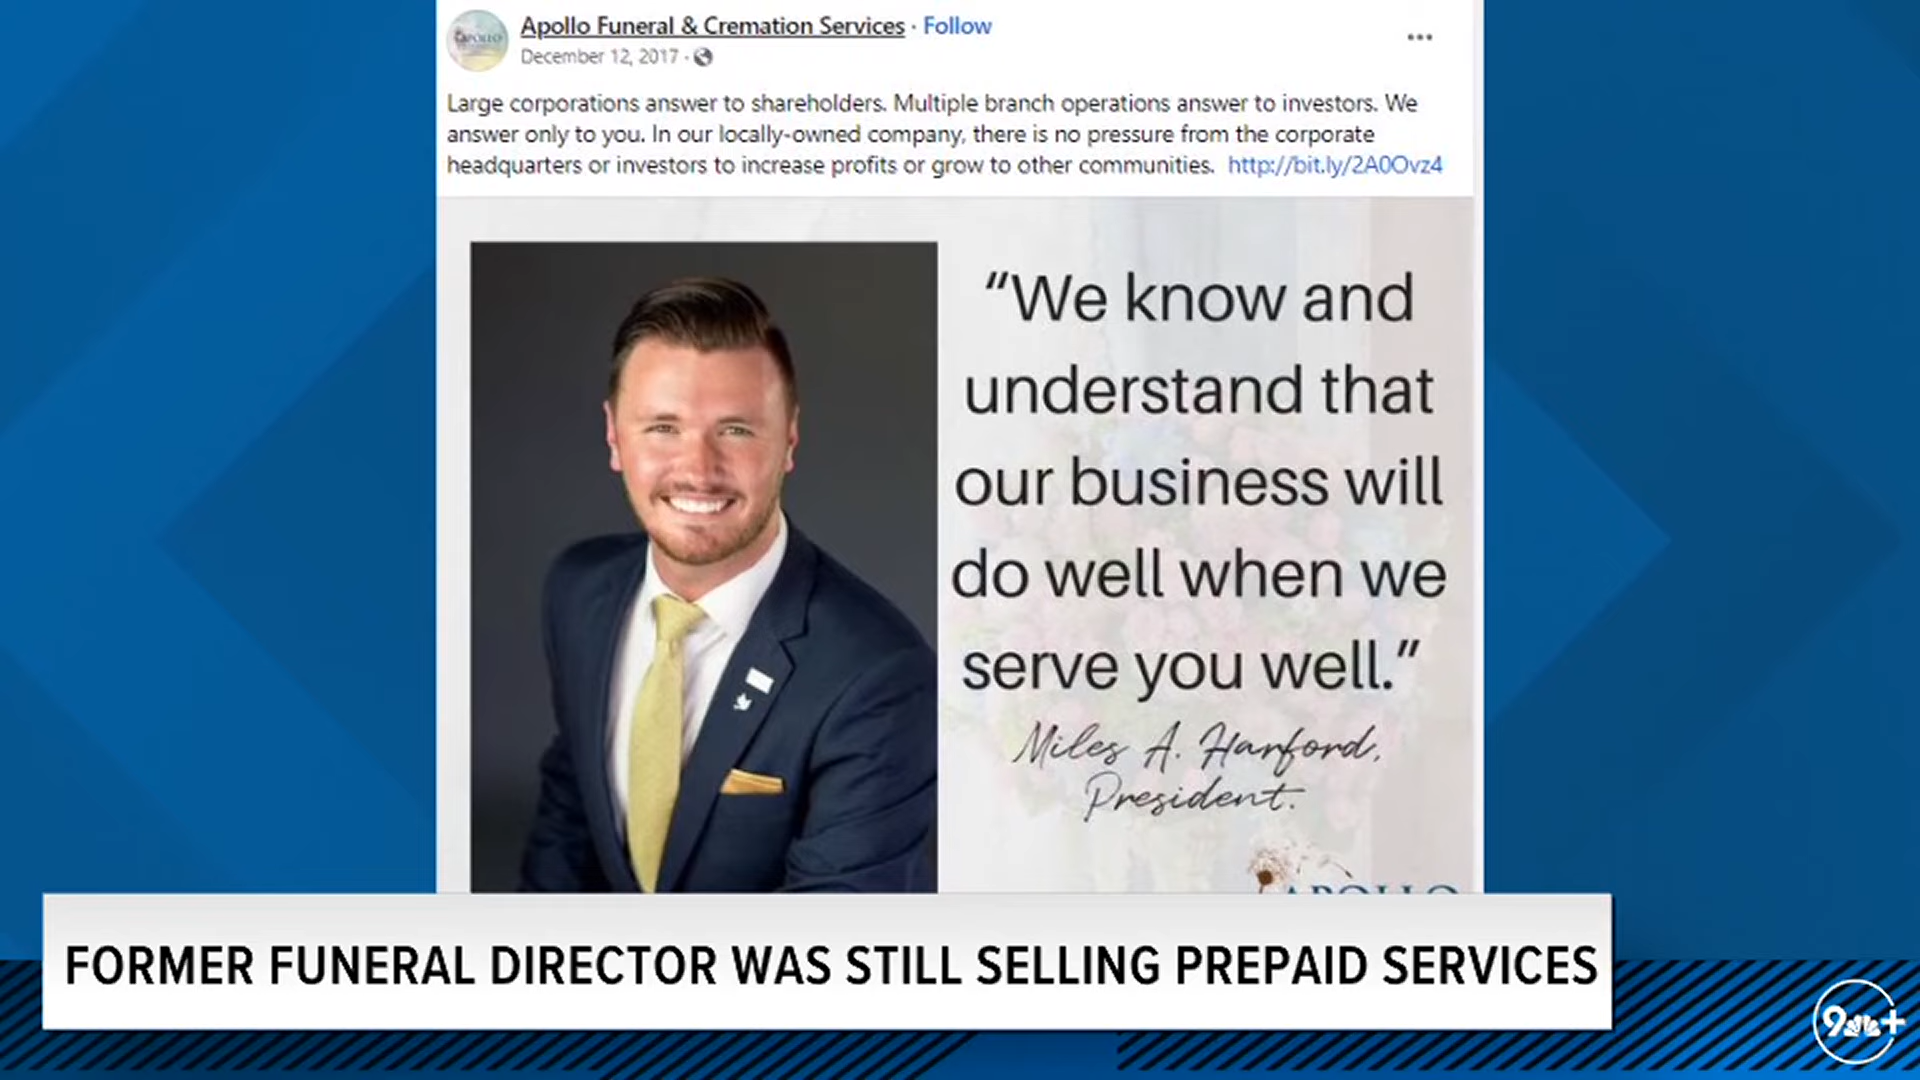 Apollo Funeral & Cremation Services · Follow
December 12, 2017 ·
Large corporations answer to shareholders. Multiple branch operations answer to investors. We
answer only to you. In our locally-owned company, there is no pressure from the corporate
headquarters or investors to increase profits or grow to other communities. http://bit.ly/2A0Ovz4
“We know and
understand that
our business will
do well when we
serve you well.”
Miles A. Harford,
President.
APOLLO
FORMER FUNERAL DIRECTOR WAS STILL SELLING PREPAID SERVICES
9+